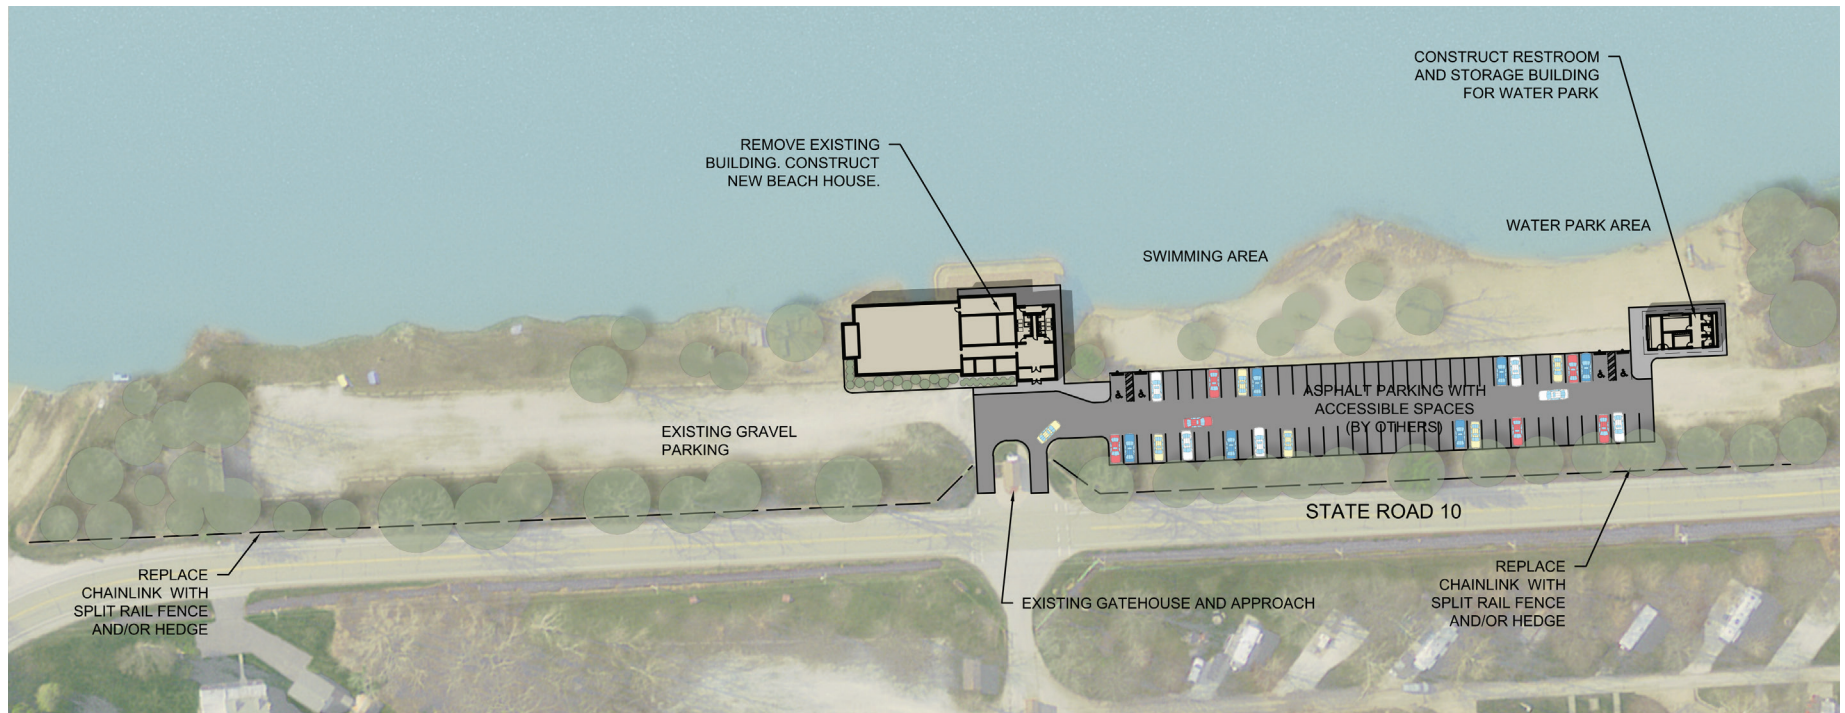 CONSTRUCT RESTROOM
AND STORAGE BUILDING
FOR WATER PARK
REMOVE EXISTING
BUILDING. CONSTRUCT
NEW BEACH HOUSE.
WATER PARK AREA
SWIMMING AREA
ASPHALT PARKING WITH
ACCESSIBLE SPACES
(BY OTHERS)
EXISTING GRAVEL
PARKING
STATE ROAD 10
REPLACE
CHAINLINK WITH
SPLIT RAIL FENCE
AND/OR HEDGE
EXISTING GATEHOUSE AND APPROACH
REPLACE
CHAINLINK WITH
SPLIT RAIL FENCE
AND/OR HEDGE